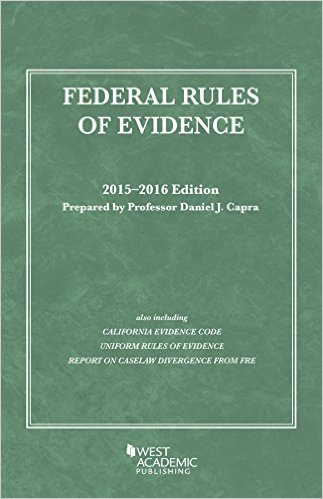 FEDERAL RULES
OF EVIDENCE
2015–2016 Edition
Prepared by Professor Daniel J. Capra
also including
CALIFORNIA EVIDENCE CODE
UNIFORM RULES OF EVIDENCE
REPORT ON CASELAW DIVERGENCE FROM FRE
WEST
ACADEMIC
PUBLISHING